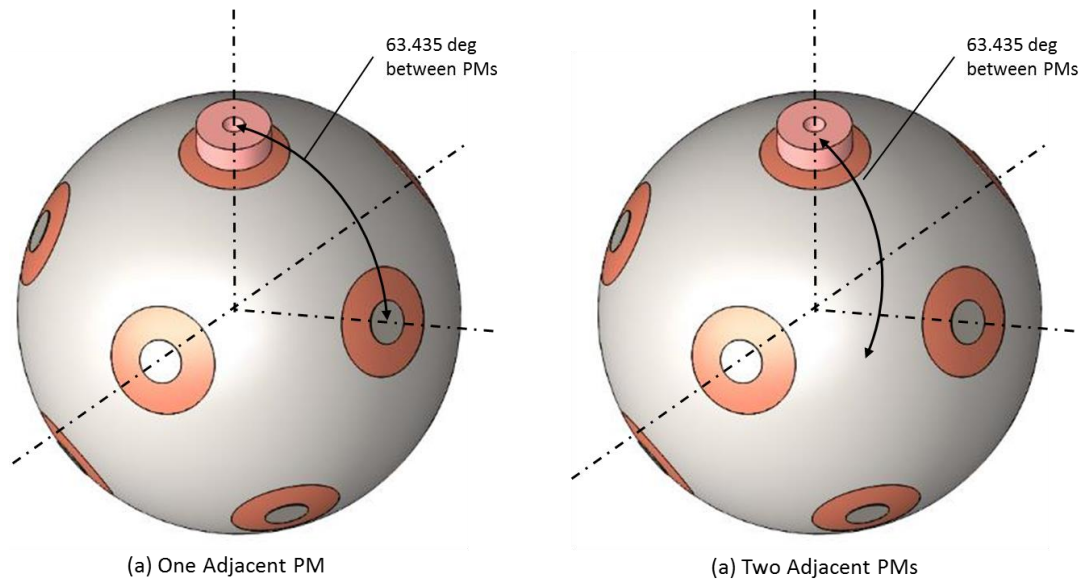 63.435 deg
between PMs
63.435 deg
between PMs
(a) One Adjacent PM
(a) Two Adjacent PMs